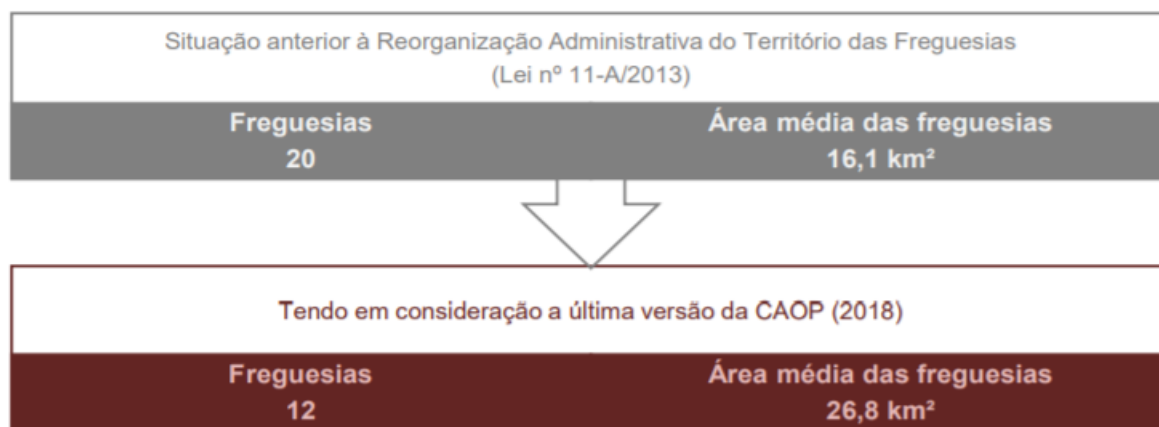 Situação anterior à Reorganização Administrativa do Território das Freguesias
(Lei nº 11-A/2013)
Freguesias
20
Área média das freguesias
16,1 km²
Tendo em consideração a última versão da CAOP (2018)
Freguesias
12
Área média das freguesias
26,8 km²